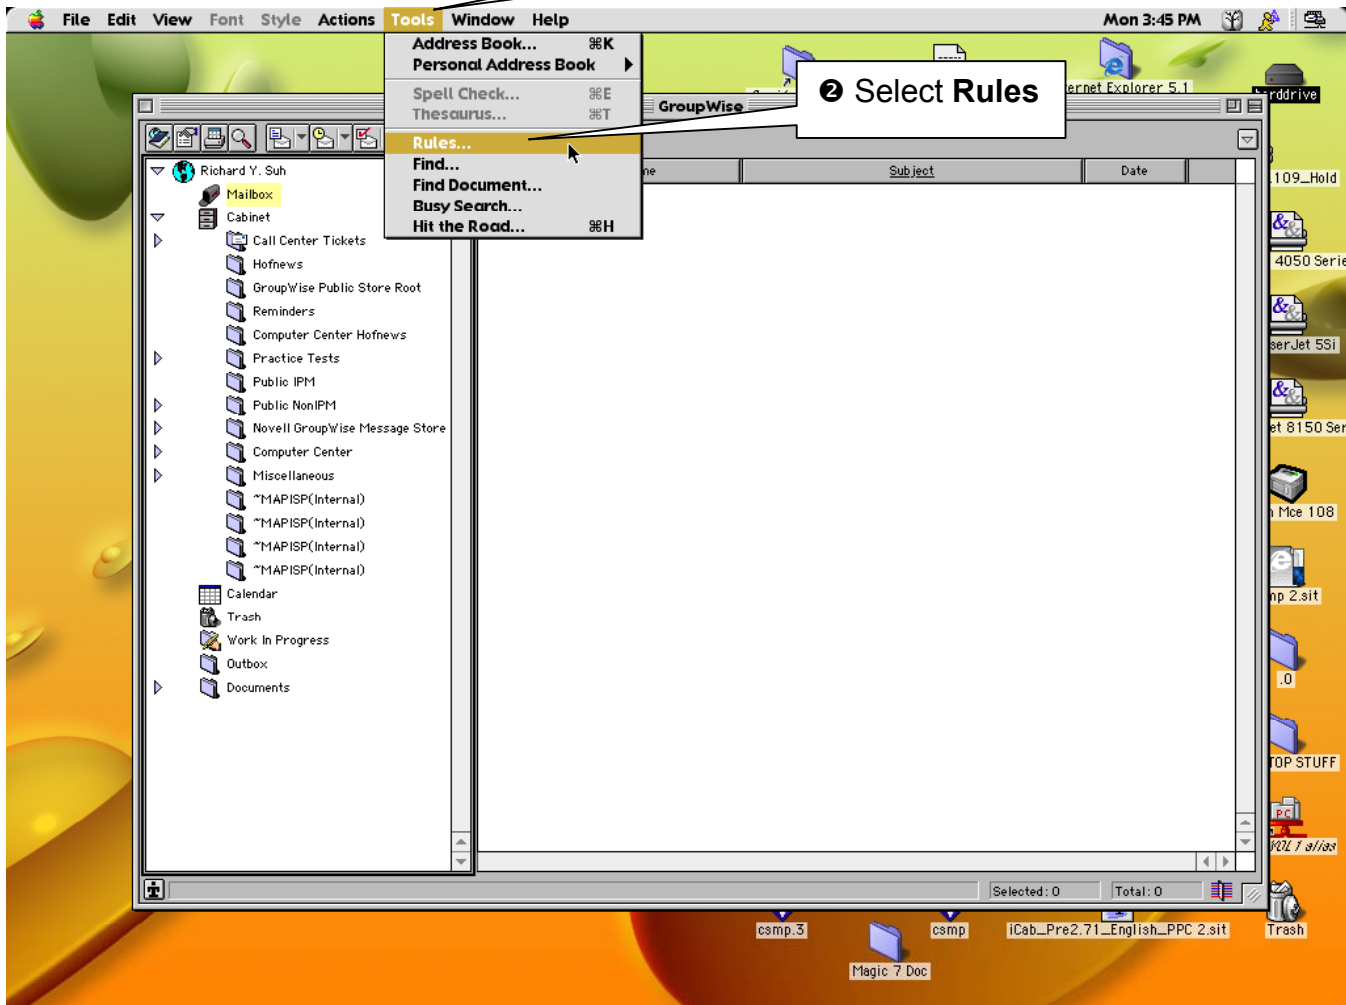 File Edit View Font Style Actions Tools Window Help Mon 3:45 PM
Address Book... ⌘K
Personal Address Book
Spell Check... ⌘E
Thesaurus... ⌘T
Rules...
Find...
Find Document...
Busy Search...
Hit the Road... ⌘H
❷ Select Rules
ernet Explorer 5.1
harddrive
GroupWise
Subject Date
Richard Y. Suh
Mailbox
Cabinet
Call Center Tickets
Hofnews
GroupWise Public Store Root
Reminders
Computer Center Hofnews
Practice Tests
Public IPM
Public NonIPM
Novell GroupWise Message Store
Computer Center
Miscellaneous
~MAPISP(Internal)
~MAPISP(Internal)
~MAPISP(Internal)
~MAPISP(Internal)
Calendar
Trash
Work In Progress
Outbox
Documents
Selected: 0 Total: 0
.109_Hold
4050 Serie
serJet 5Si
et 8150 Ser
n Mce 108
mp 2.sit
.0
TOP STUFF
csmp.3
csmp
iCab_Pre2.71_English_PPC 2.sit
Trash
Magic 7 Doc